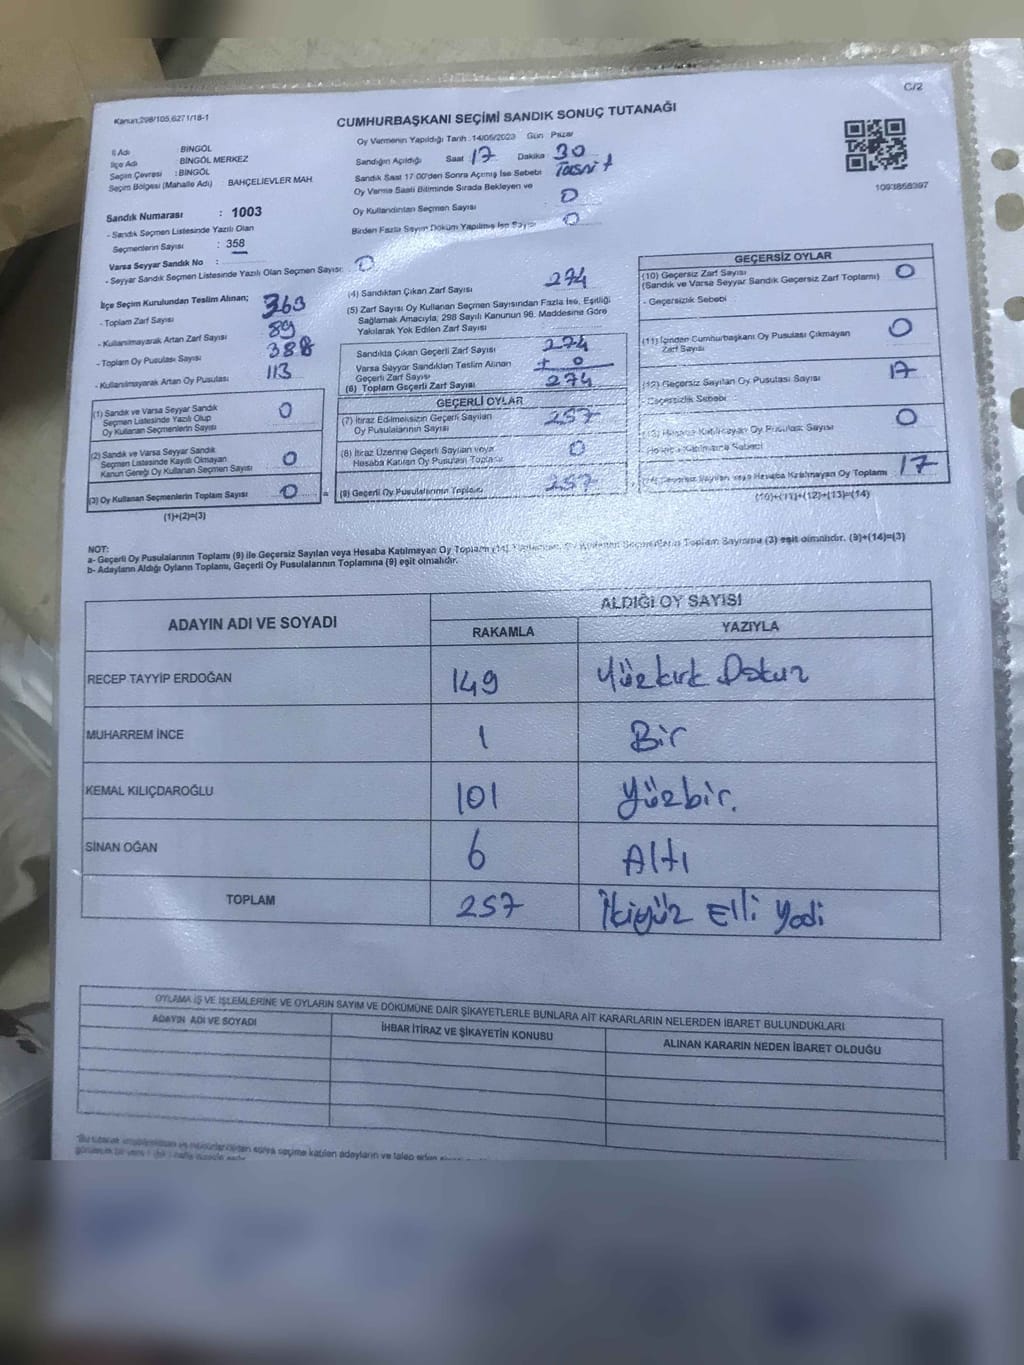 C/2
Kanun:298/105,6271/18-1
CUMHURBAŞKANI SEÇİMİ SANDIK SONUÇ TUTANAĞI
İl Adı : BİNGÖL
İlçe Adı : BİNGÖL MERKEZ
Seçim Çevresi : BİNGÖL
Seçim Bölgesi (Mahalle Adı) BAHÇELİEVLER MAH.
Oy Vermenin Yapıldığı Tarih :14/05/2023 Gün Pazar
Sandığın Açıldığı Saat 17 Dakika : 30
Sandık Saat 17:00'den Sonra Açılmış İse Sebebi Tasnif
Oy Verme Saati Bitiminde Sırada Bekleyen ve
Oy Kullandırılan Seçmen Sayısı 0
Birden Fazla Sayım Döküm Yapılmış İse Sayısı 0
1093858397
Sandık Numarası : 1003
- Sandık Seçmen Listesinde Yazılı Olan
Seçmenlerin Sayısı : 358
Varsa Seyyar Sandık No :
- Seyyar Sandık Seçmen Listesinde Yazılı Olan Seçmen Sayısı: 0
İlçe Seçim Kurulundan Teslim Alınan;
- Toplam Zarf Sayısı 363
- Kullanılmayarak Artan Zarf Sayısı 89
- Toplam Oy Pusulası Sayısı 388
- Kullanılmayarak Artan Oy Pusulası 113
(1) Sandık ve Varsa Seyyar Sandık
Seçmen Listesinde Yazılı Olup
Oy Kullanan Seçmenlerin Sayısı 0
(2) Sandık ve Varsa Seyyar Sandık
Seçmen Listesinde Kayıtlı Olmayan
Kanun Gereği Oy Kullanan Seçmen Sayısı 0
(3) Oy Kullanan Seçmenlerin Toplam Sayısı 0 =
(1)+(2)=(3)
(4) Sandıktan Çıkan Zarf Sayısı 274
(5) Zarf Sayısı Oy Kullanan Seçmen Sayısından Fazla İse, Eşitliği
Sağlamak Amacıyla, 298 Sayılı Kanunun 98. Maddesine Göre
Yakılarak Yok Edilen Zarf Sayısı
Sandıkta Çıkan Geçerli Zarf Sayısı 274
Varsa Seyyar Sandıktan Teslim Alınan
Geçerli Zarf Sayısı + 0
(6) Toplam Geçerli Zarf Sayısı 274
GEÇERLİ OYLAR
(7) İtiraz Edilmeksizin Geçerli Sayılan
Oy Pusulalarının Sayısı 257
(8) İtiraz Üzerine Geçerli Sayılan veya
Hesaba Katılan Oy Pusulası Toplamı 0
(9) Geçerli Oy Pusulalarının Toplamı 257
GEÇERSİZ OYLAR
(10) Geçersiz Zarf Sayısı
(Sandık ve Varsa Seyyar Sandık Geçersiz Zarf Toplamı) 0
- Geçersizlik Sebebi
(11) İçinden Cumhurbaşkanı Oy Pusulası Çıkmayan
Zarf Sayısı 0
(12) Geçersiz Sayılan Oy Pusulası Sayısı 17
- Geçersizlik Sebebi
(13) Hesaba Katılmayan Oy Pusulası Sayısı 0
- Hesaba Katılmama Sebebi
(14) Geçersiz Sayılan veya Hesaba Katılmayan Oy Toplamı 17
(10)+(11)+(12)+(13)=(14)
NOT:
a- Geçerli Oy Pusulalarının Toplamı (9) ile Geçersiz Sayılan veya Hesaba Katılmayan Oy Toplamı (14) Toplamları, Oy Kullanan Seçmenlerin Toplam Sayısına (3) eşit olmalıdır. (9)+(14)=(3)
b- Adayların Aldığı Oyların Toplamı, Geçerli Oy Pusulalarının Toplamına (9) eşit olmalıdır.
ADAYIN ADI VE SOYADI ALDIĞI OY SAYISI
RAKAMLA YAZIYLA
RECEP TAYYİP ERDOĞAN 149 Yüzkırk Dokuz
MUHARREM İNCE 1 Bir
KEMAL KILIÇDAROĞLU 101 Yüzbir.
SİNAN OĞAN 6 Altı
TOPLAM 257 İkiyüz Elli Yedi
OYLAMA İŞ VE İŞLEMLERİNE VE OYLARIN SAYIM VE DÖKÜMÜNE DAİR ŞİKAYETLERLE BUNLARA AİT KARARLARIN NELERDEN İBARET BULUNDUKLARI
ADAYIN ADI VE SOYADI İHBAR İTİRAZ VE ŞİKAYETİN KONUSU ALINAN KARARIN NEDEN İBARET OLDUĞU
sonra seçime katılan adayların ve talep eden